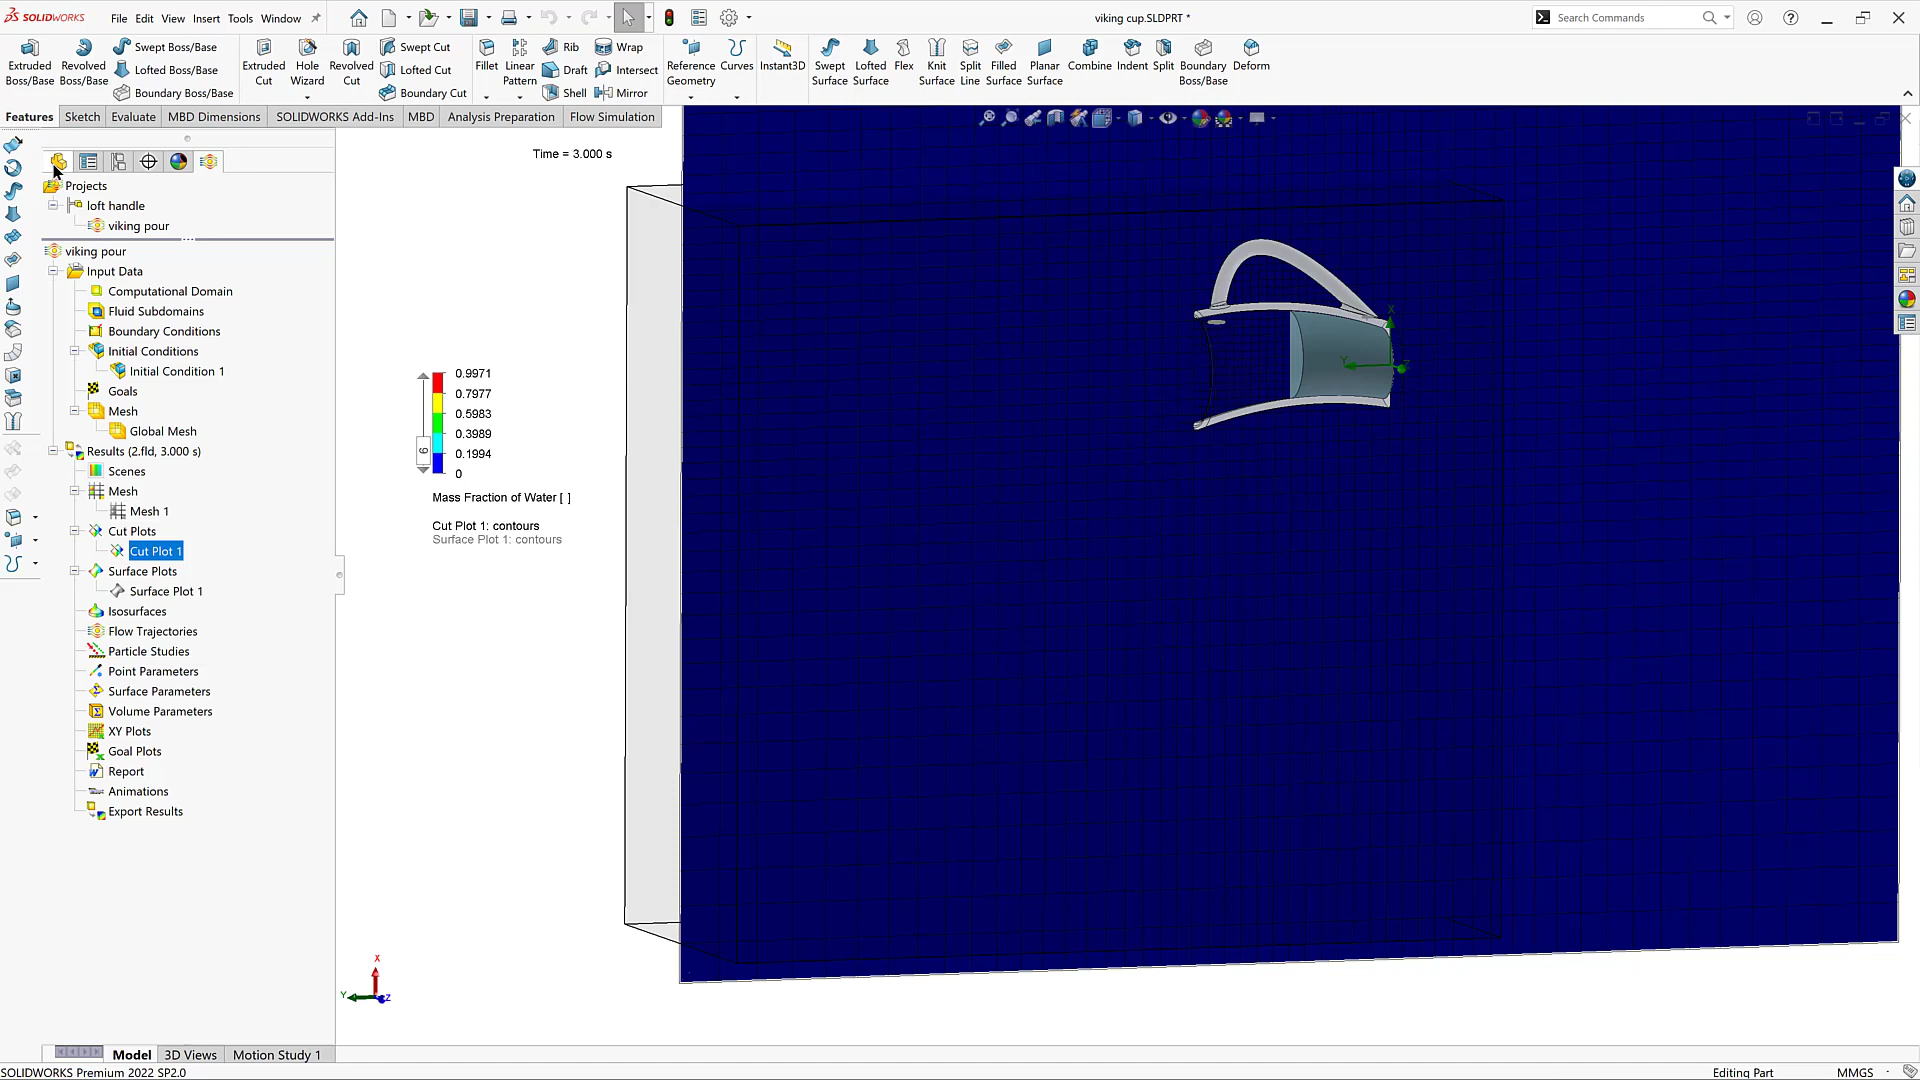 SOLIDWORKS File Edit View Insert Tools Window viking cup.SLDPRT * Search Commands
Extruded Boss/Base
Revolved Boss/Base
Swept Boss/Base
Lofted Boss/Base
Boundary Boss/Base
Extruded Cut
Hole Wizard
Revolved Cut
Swept Cut
Lofted Cut
Boundary Cut
Fillet
Linear Pattern
Rib
Draft
Shell
Wrap
Intersect
Mirror
Reference Geometry
Curves
Instant3D
Swept Surface
Lofted Surface
Flex
Knit Surface
Split Line
Filled Surface
Planar Surface
Combine
Indent
Split
Boundary Boss/Base
Deform
Features Sketch Evaluate MBD Dimensions SOLIDWORKS Add-Ins MBD Analysis Preparation Flow Simulation
Projects
loft handle
viking pour
viking pour
Input Data
Computational Domain
Fluid Subdomains
Boundary Conditions
Initial Conditions
Initial Condition 1
Goals
Mesh
Global Mesh
Results (2.fld, 3.000 s)
Scenes
Mesh
Mesh 1
Cut Plots
Cut Plot 1
Surface Plots
Surface Plot 1
Isosurfaces
Flow Trajectories
Particle Studies
Point Parameters
Surface Parameters
Volume Parameters
XY Plots
Goal Plots
Report
Animations
Export Results
Time = 3.000 s
0.9971
0.7977
0.5983
0.3989
0.1994
0
6
Mass Fraction of Water [ ]
Cut Plot 1: contours
Surface Plot 1: contours
X
Y
Z
X
Y
Z
Model 3D Views Motion Study 1
SOLIDWORKS Premium 2022 SP2.0 Editing Part MMGS